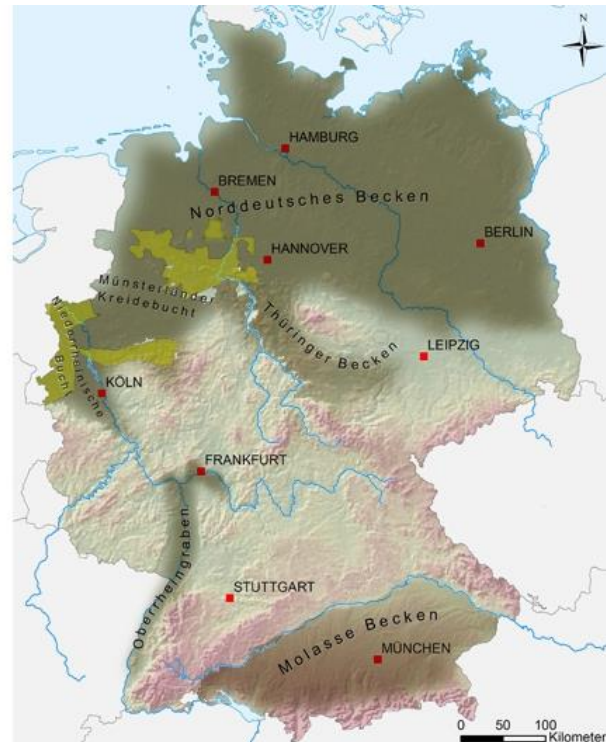 N
HAMBURG
BREMEN
Norddeutsches Becken
BERLIN
HANNOVER
Münsterländer
Kreidebucht
Thüringer Becken
LEIPZIG
Niederrheinische
Bucht
KÖLN
FRANKFURT
Oberrheingraben
STUTTGART
Molasse Becken
MÜNCHEN
0 50 100
Kilometer